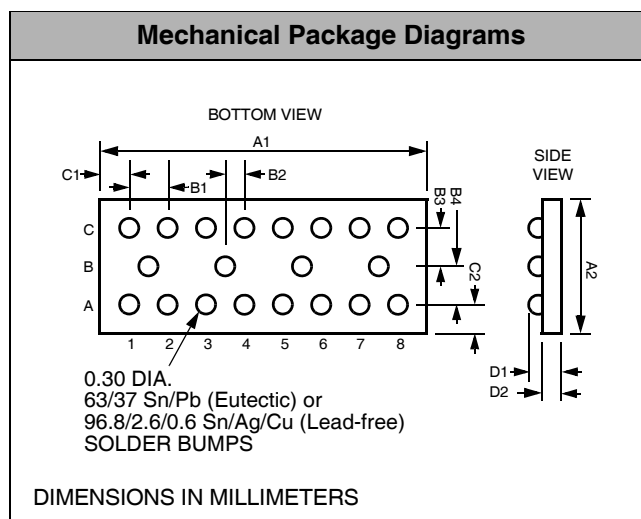 Mechanical Package Diagrams
BOTTOM VIEW
A1
SIDE
VIEW
C1
B1
B2
B3
B4
C
B
A
C2
A2
1 2 3 4 5 6 7 8
D1
D2
0.30 DIA.
63/37 Sn/Pb (Eutectic) or
96.8/2.6/0.6 Sn/Ag/Cu (Lead-free)
SOLDER BUMPS
DIMENSIONS IN MILLIMETERS